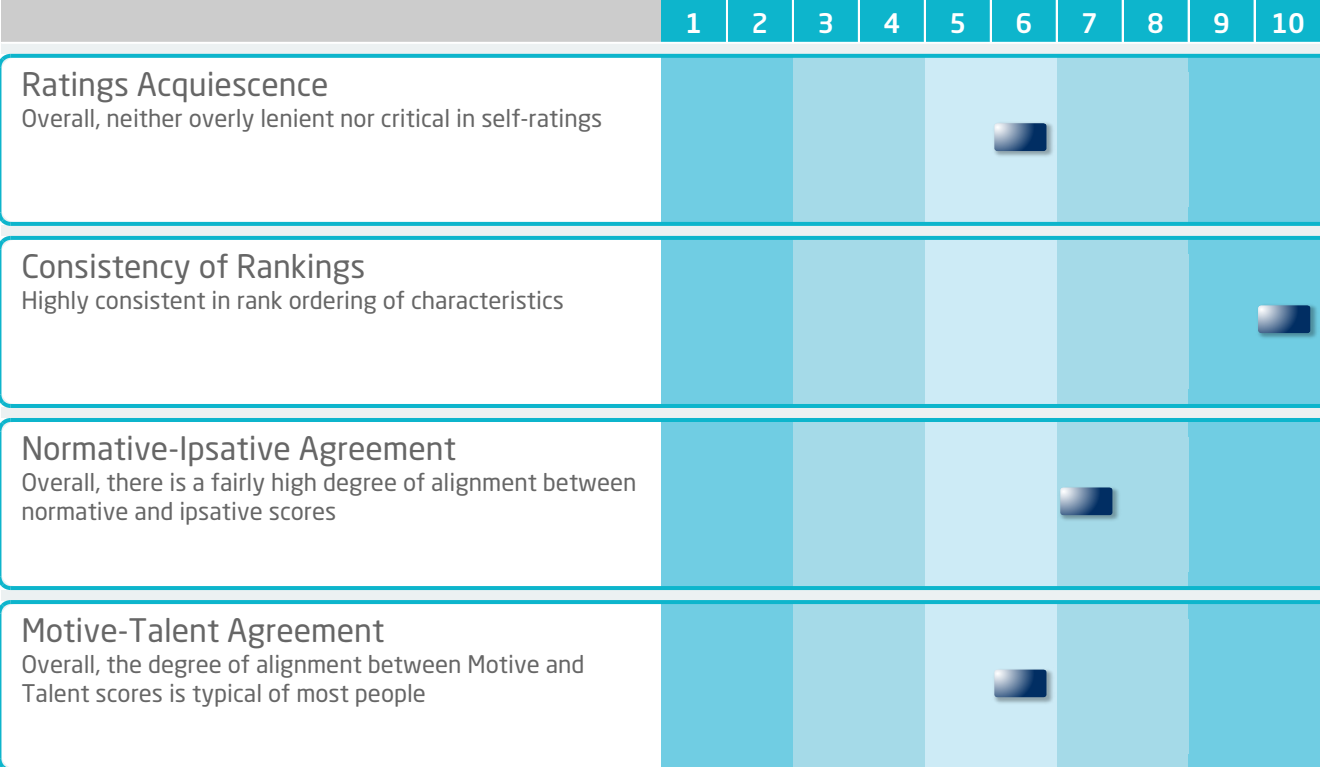 1 2 3 4 5 6 7 8 9 10
Ratings Acquiescence
Overall, neither overly lenient nor critical in self-ratings
Consistency of Rankings
Highly consistent in rank ordering of characteristics
Normative-Ipsative Agreement
Overall, there is a fairly high degree of alignment between
normative and ipsative scores
Motive-Talent Agreement
Overall, the degree of alignment between Motive and
Talent scores is typical of most people